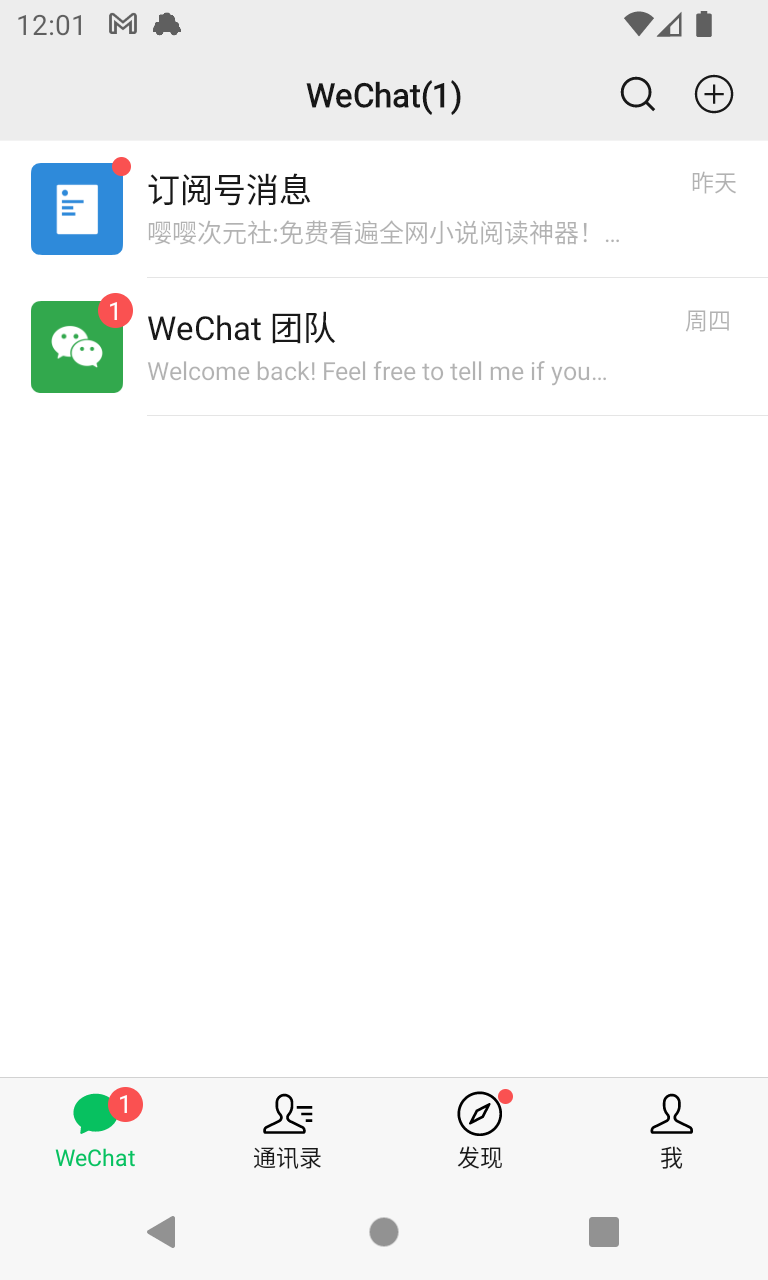 12:01
WeChat(1)
订阅号消息
昨天
嘤嘤次元社:免费看遍全网小说阅读神器！...
1
WeChat 团队
周四
Welcome back! Feel free to tell me if you...
1
WeChat
通讯录
发现
我